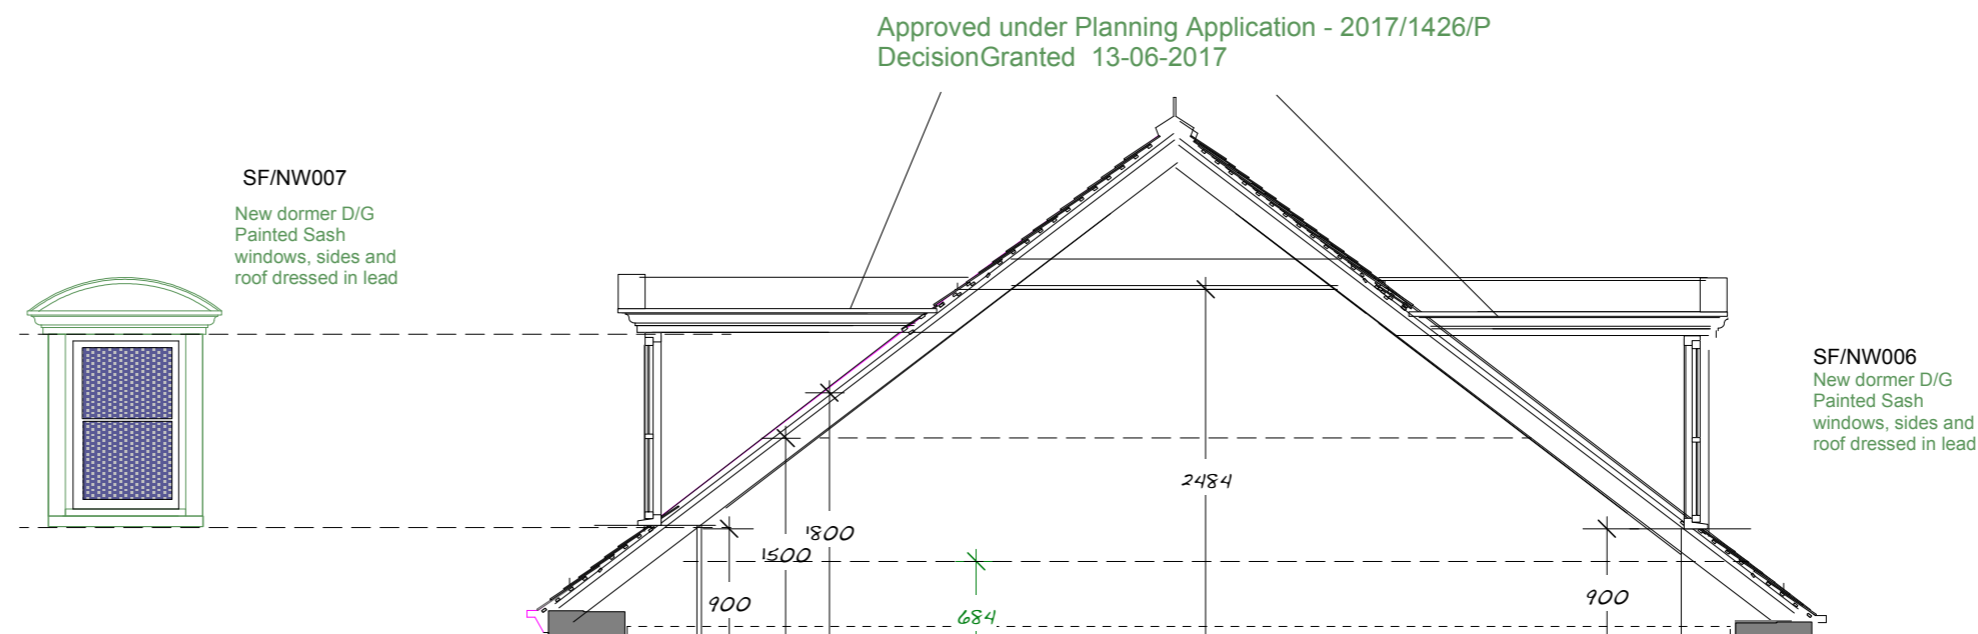 Approved under Planning Application - 2017/1426/P
DecisionGranted 13-06-2017
SF/NW007
New dormer D/G
Painted Sash
windows, sides and
roof dressed in lead
SF/NW006
New dormer D/G
Painted Sash
windows, sides and
roof dressed in lead
2484
1800
1500
900
684
900